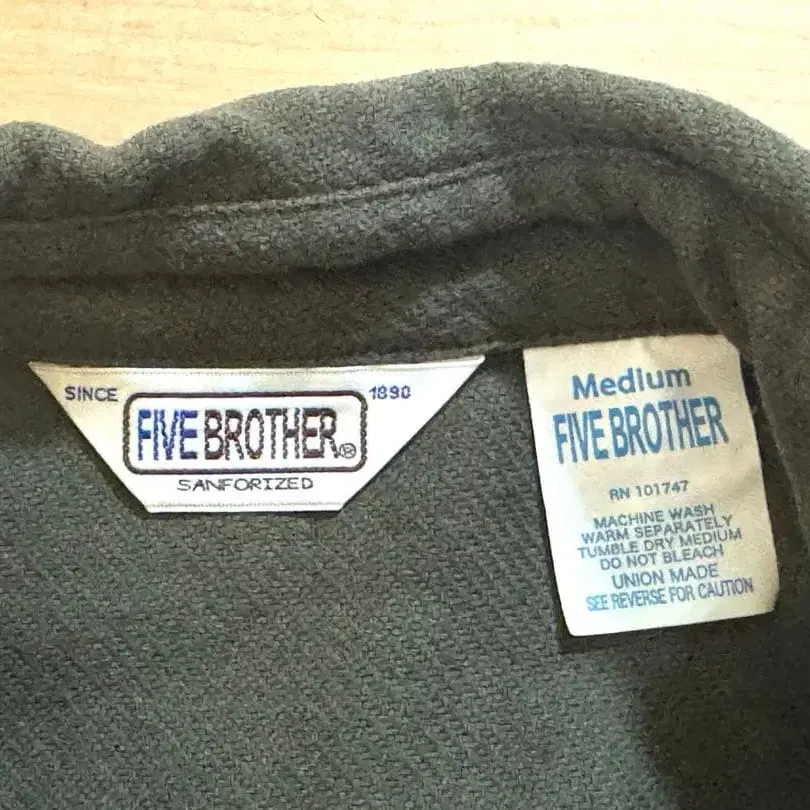 SINCE 1890
FIVE BROTHER®
SANFORIZED
Medium
FIVE BROTHER
RN 101747
MACHINE WASH
WARM SEPARATELY
TUMBLE DRY MEDIUM
DO NOT BLEACH
UNION MADE
SEE REVERSE FOR CAUTION